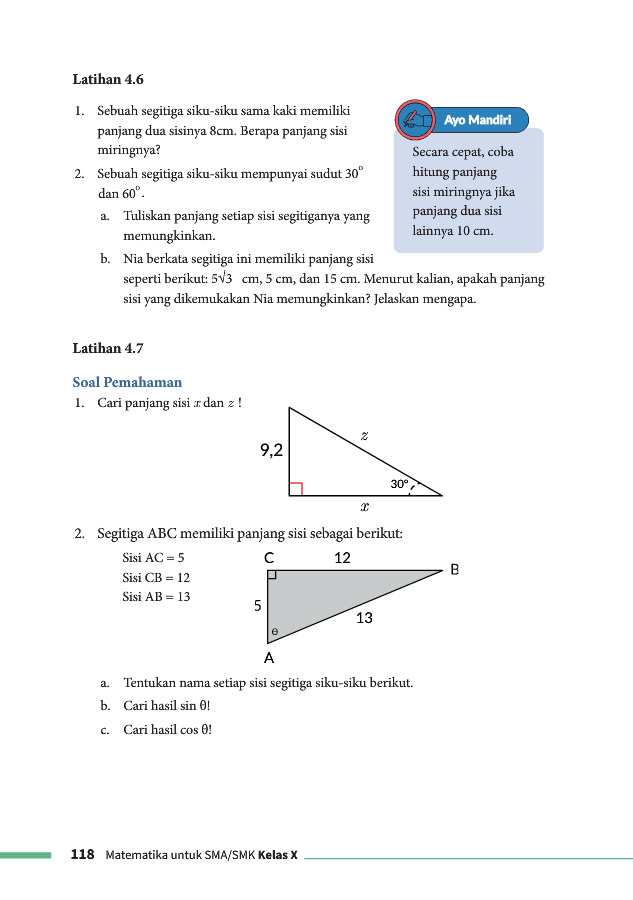 Latihan 4.6
1. Sebuah segitiga siku-siku sama kaki memiliki
panjang dua sisinya 8cm. Berapa panjang sisi
miringnya?
2. Sebuah segitiga siku-siku mempunyai sudut 30°
dan 60°.
a. Tuliskan panjang setiap sisi segitiganya yang
memungkinkan.
b. Nia berkata segitiga ini memiliki panjang sisi
seperti berikut: 5√3 cm, 5 cm, dan 15 cm. Menurut kalian, apakah panjang
sisi yang dikemukakan Nia memungkinkan? Jelaskan mengapa.
Ayo Mandiri
Secara cepat, coba
hitung panjang
sisi miringnya jika
panjang dua sisi
lainnya 10 cm.
Latihan 4.7
Soal Pemahaman
1. Cari panjang sisi x dan z !
9,2
z
30°
x
2. Segitiga ABC memiliki panjang sisi sebagai berikut:
Sisi AC = 5
Sisi CB = 12
Sisi AB = 13
C
12
B
5
13
θ
A
a. Tentukan nama setiap sisi segitiga siku-siku berikut.
b. Cari hasil sin θ!
c. Cari hasil cos θ!
118 Matematika untuk SMA/SMK Kelas X